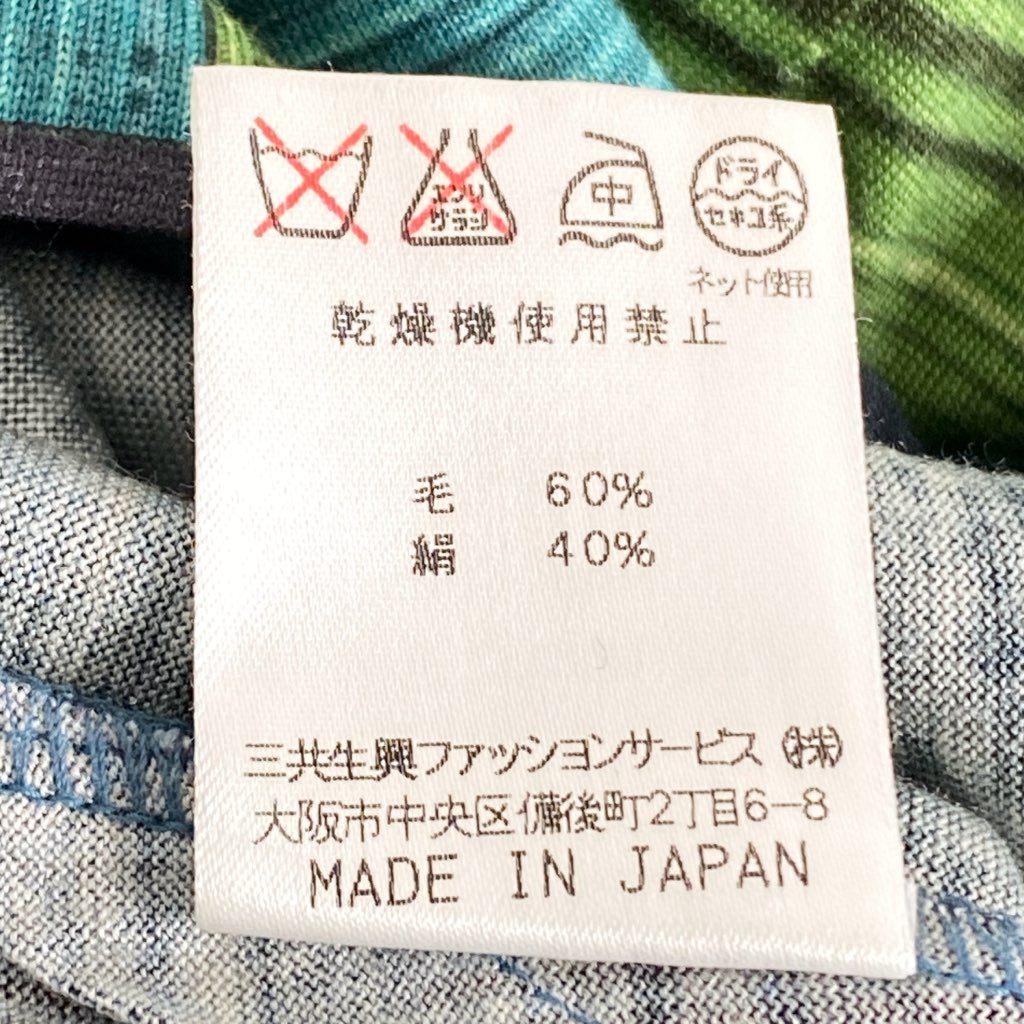 エンソ サラシ
中
ドライ
セキユ系
ネット使用
乾燥機使用禁止
毛 60%
絹 40%
三共生興ファッションサービス(株)
大阪市中央区備後町2丁目6-8
MADE IN JAPAN